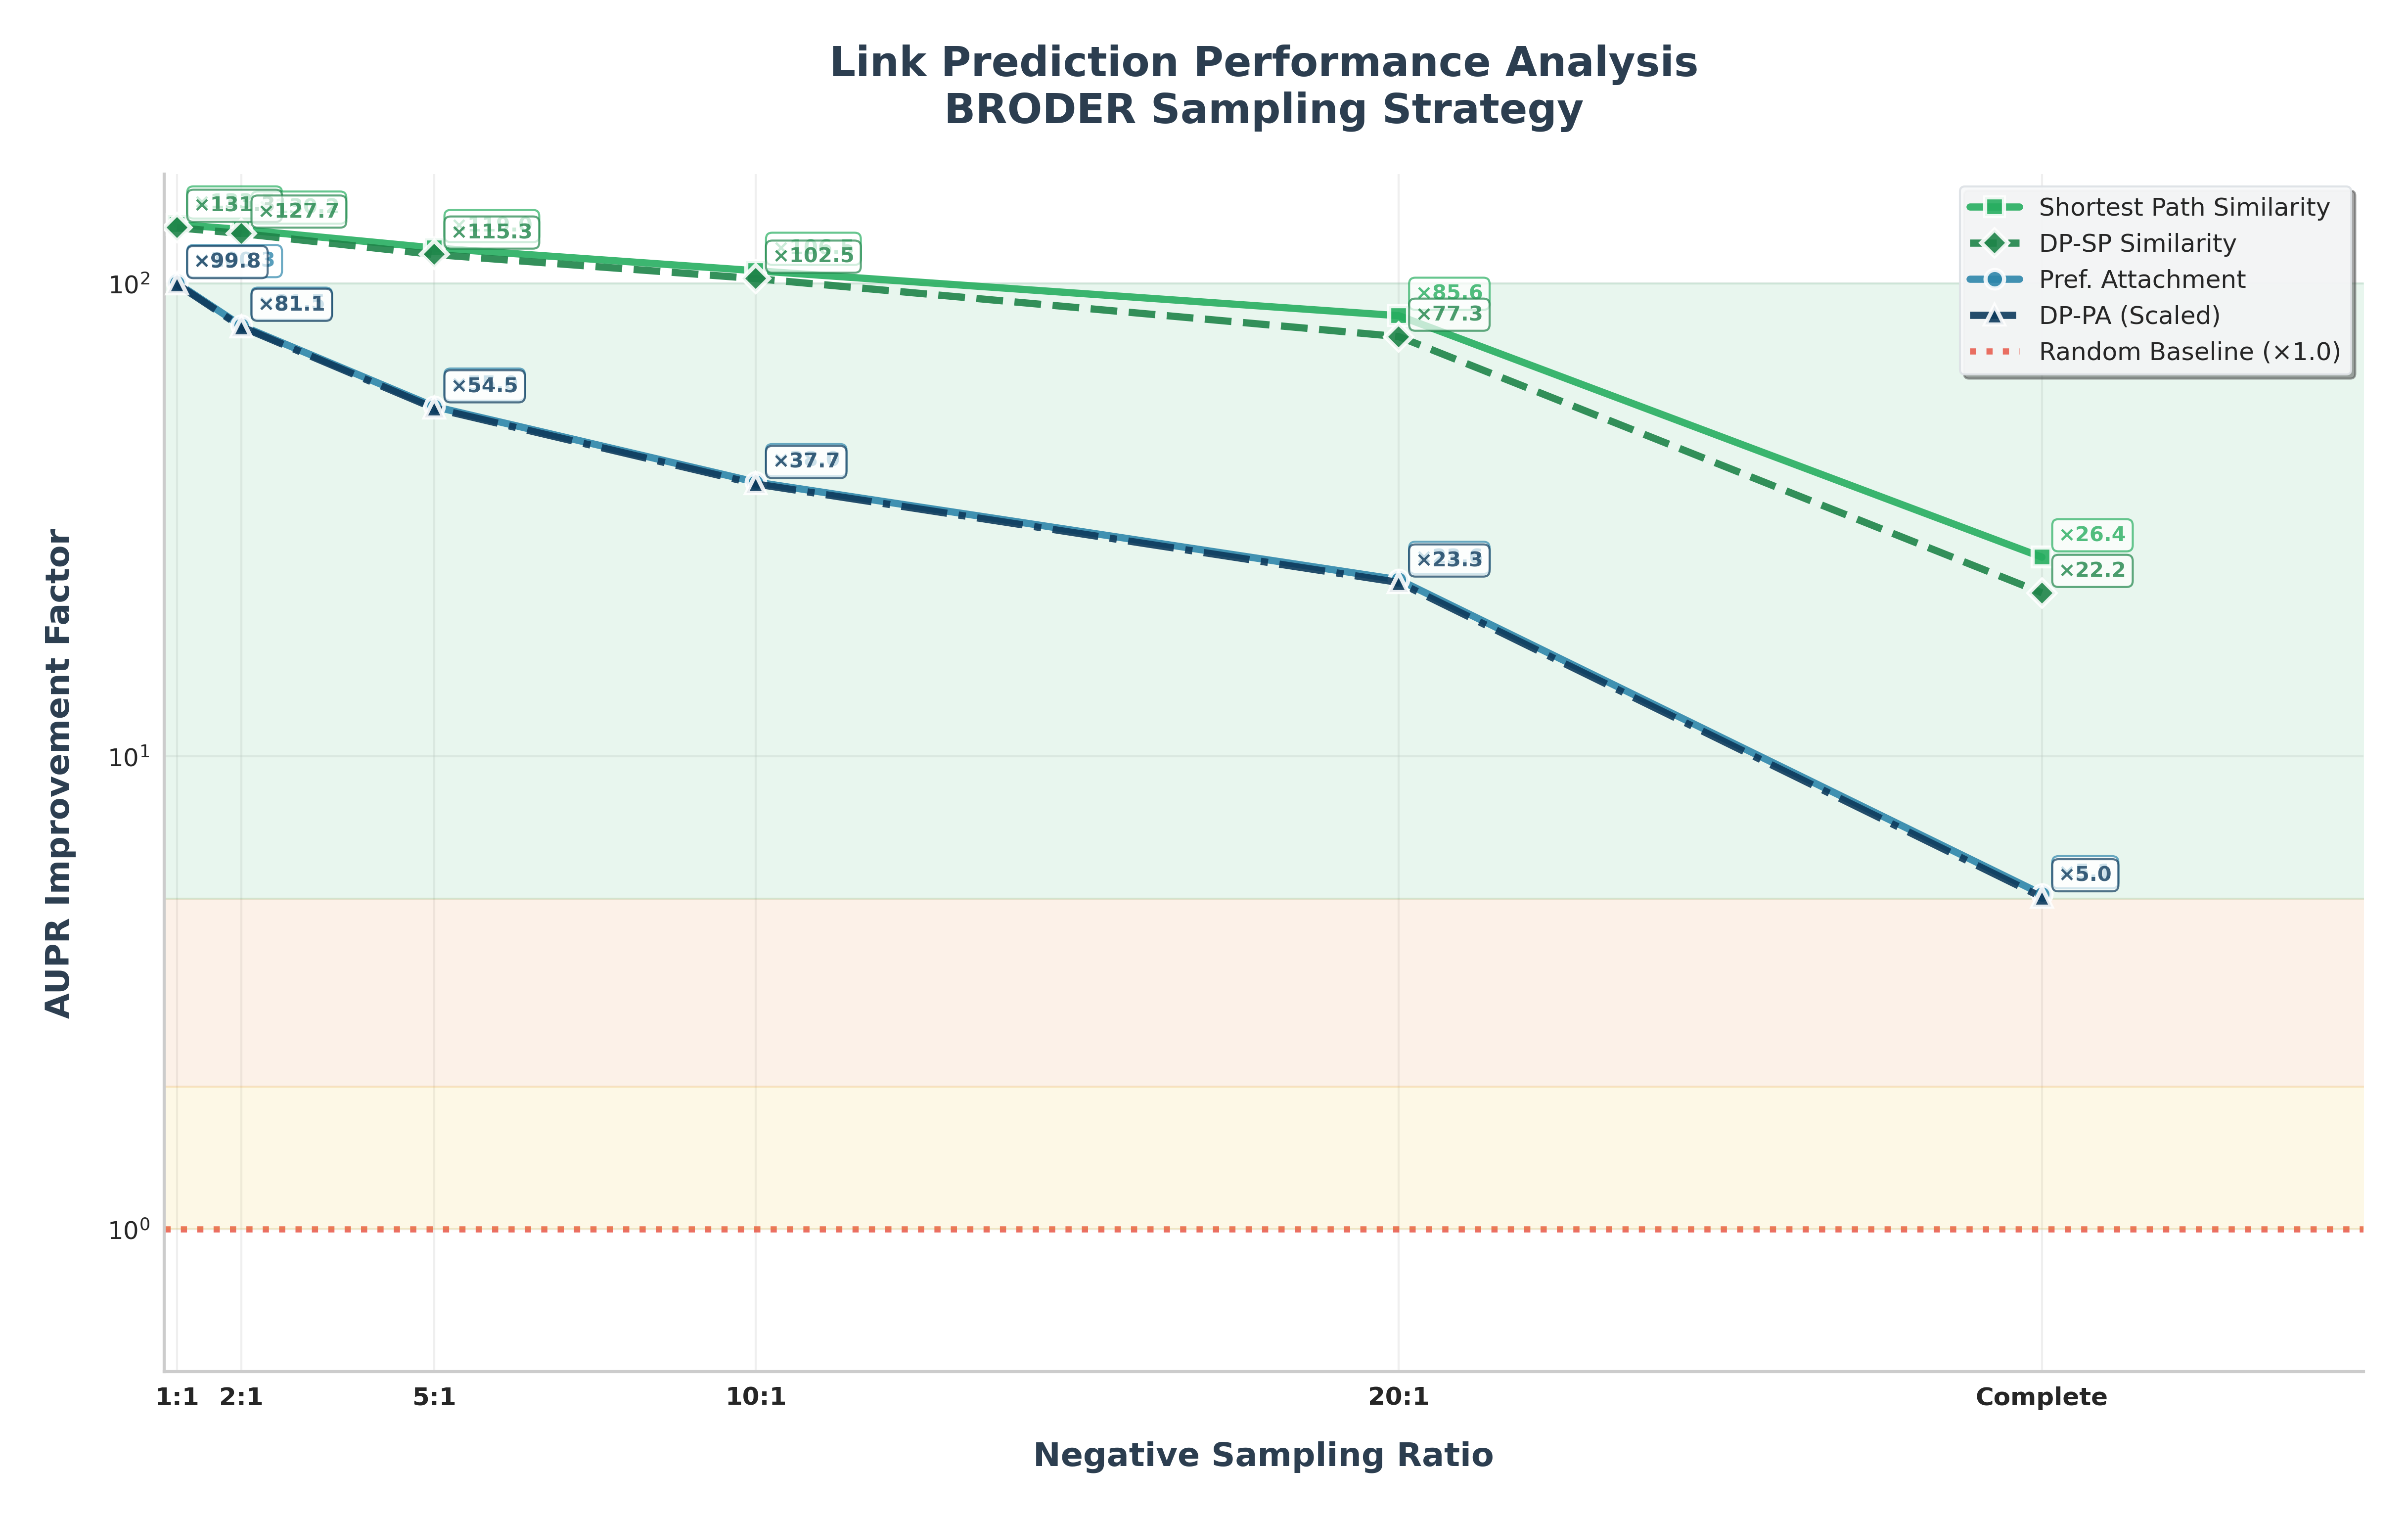 Link Prediction Performance Analysis
BRODER Sampling Strategy
AUPR Improvement Factor
10²
10¹
10⁰
×127.7
×99.8
×81.1
×115.3
×54.5
×102.5
×37.7
×85.6
×77.3
×23.3
×26.4
×22.2
×5.0
Shortest Path Similarity
DP-SP Similarity
Pref. Attachment
DP-PA (Scaled)
Random Baseline (×1.0)
1:1 2:1 5:1 10:1 20:1 Complete
Negative Sampling Ratio